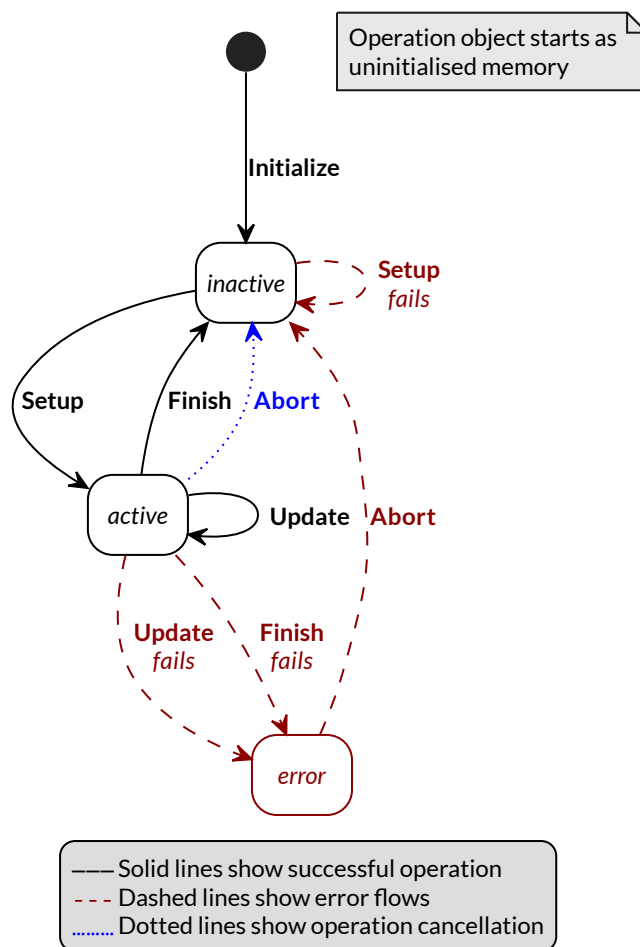 Operation object starts as
uninitialised memory
Initialize
inactive
Setup
fails
Setup
Finish
Abort
active
Update
Abort
Update
fails
Finish
fails
error
Solid lines show successful operation
Dashed lines show error flows
Dotted lines show operation cancellation